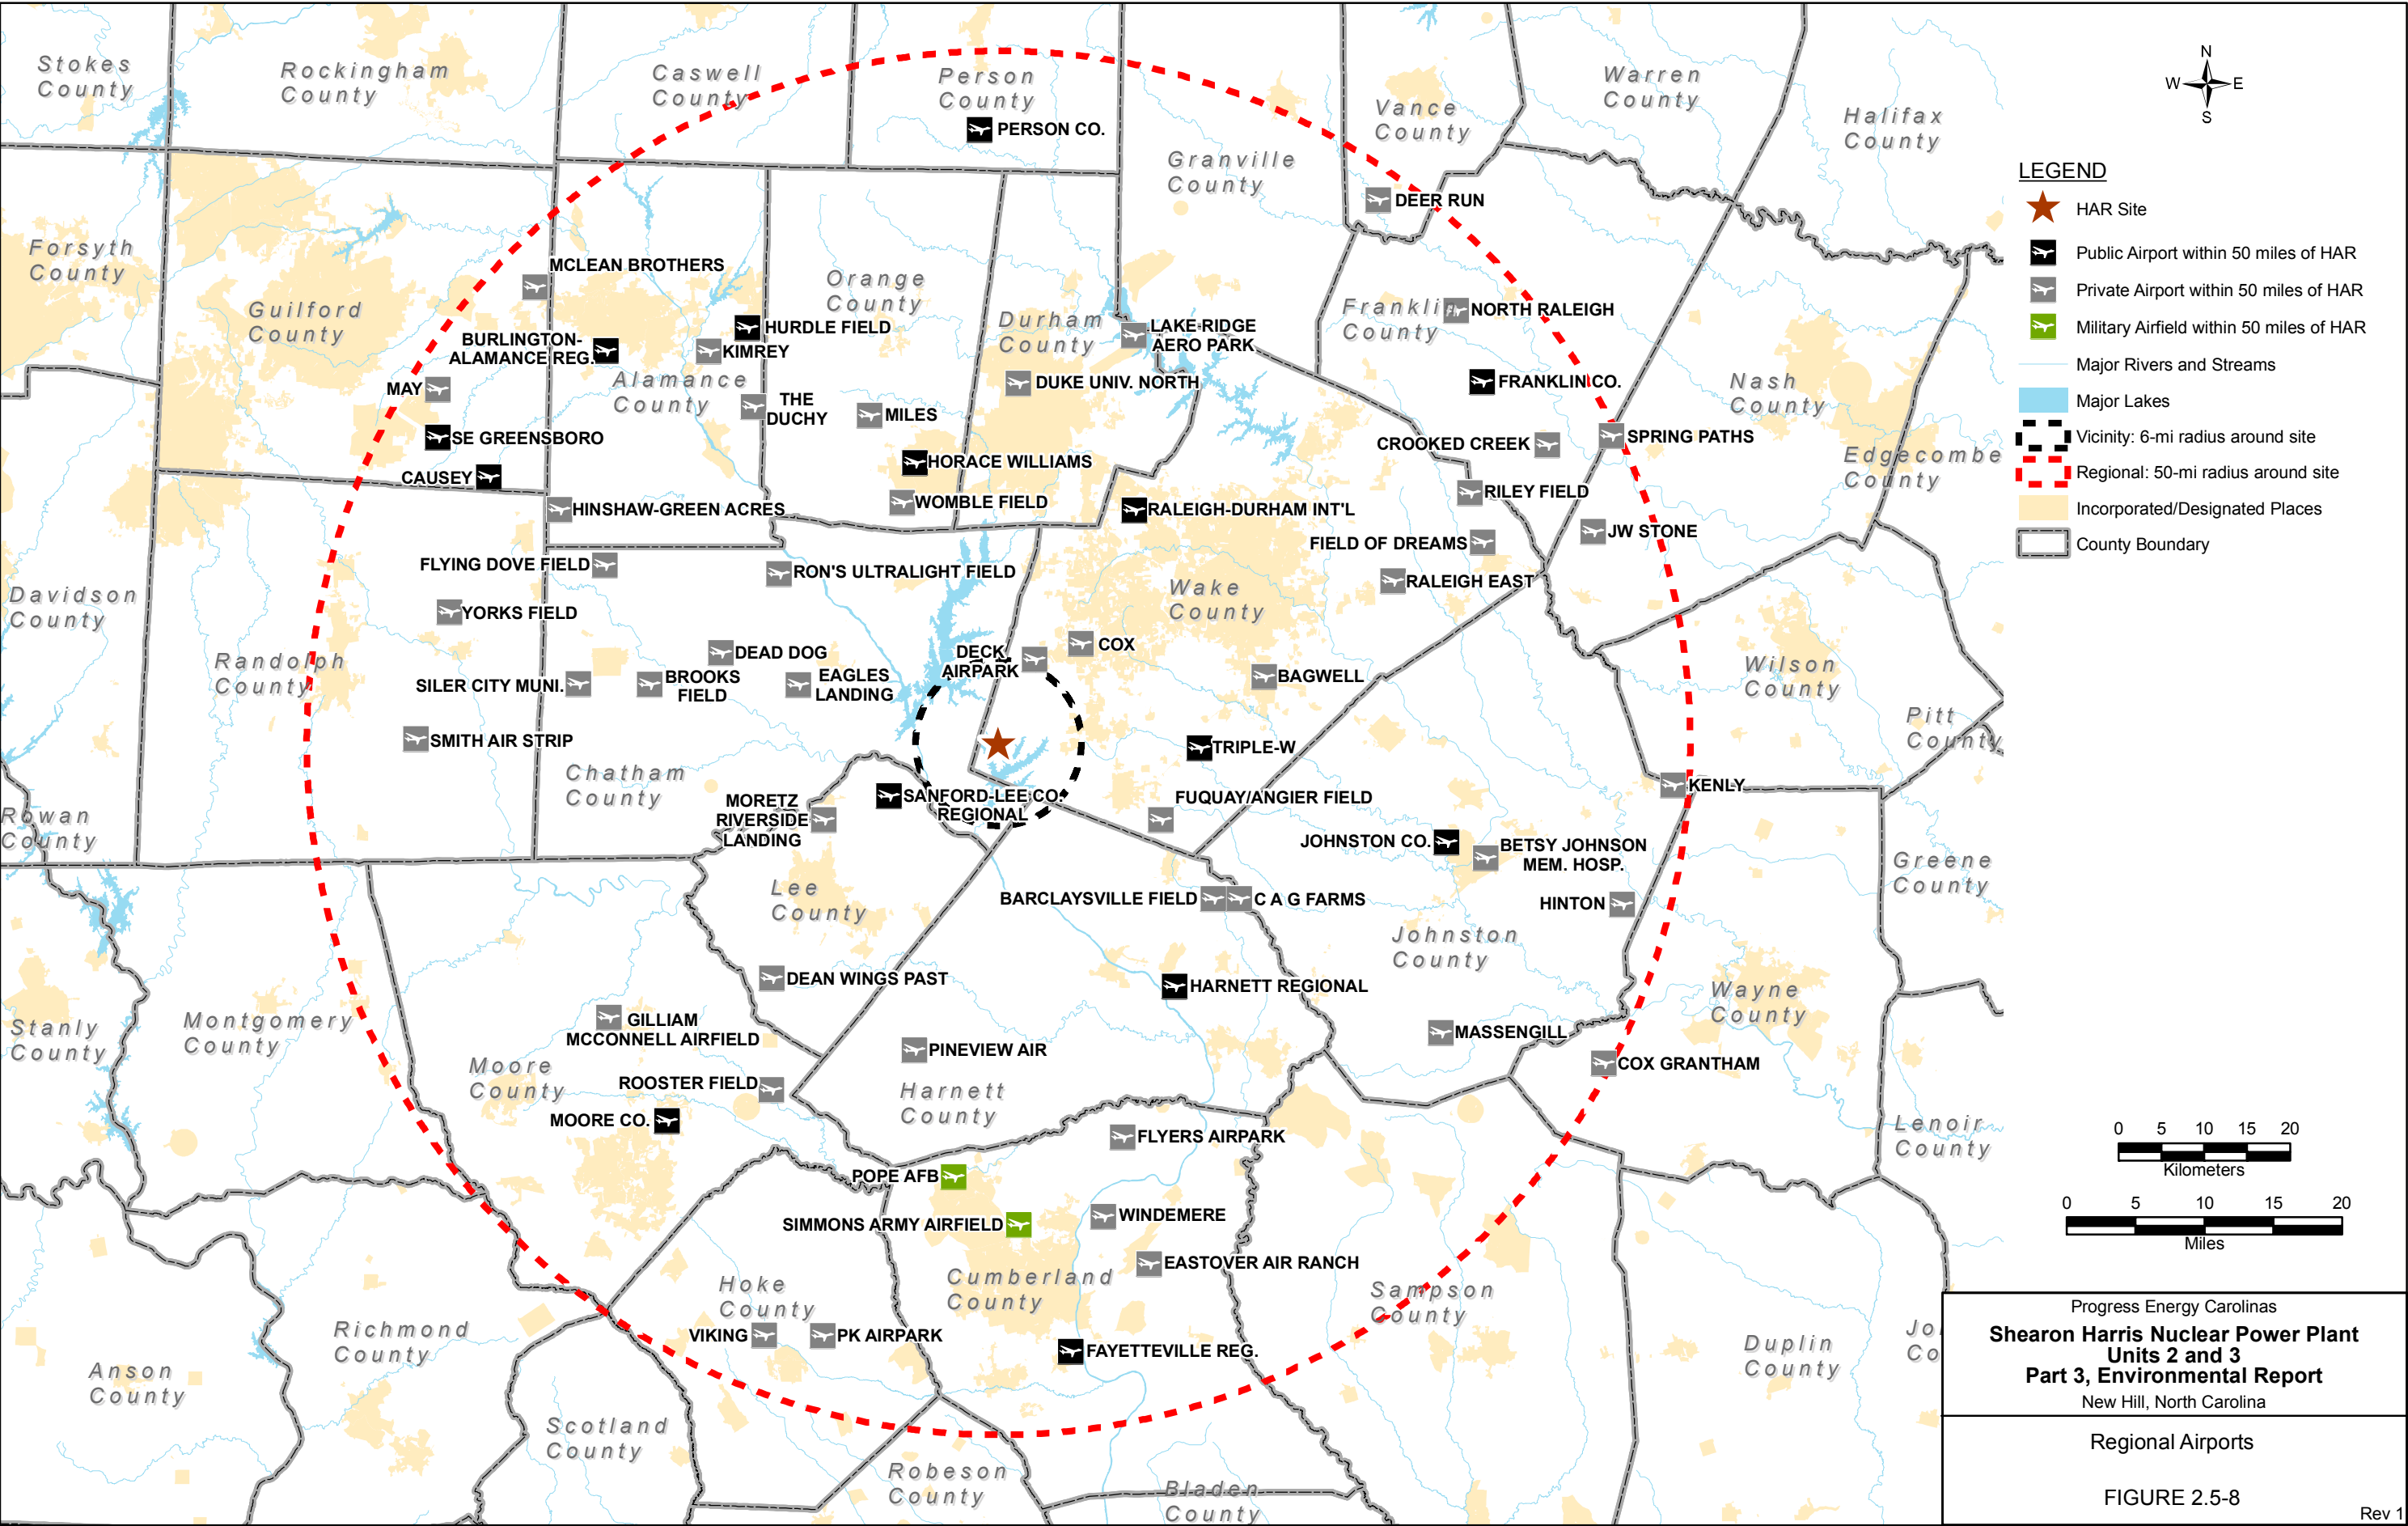 Stokes
County
Rockingham
County
Caswell
County
Person
County
PERSON CO.
Vance
County
Warren
County
Halifax
County
Granville
County
DEER RUN
Forsyth
County
Guilford
County
MCLEAN BROTHERS
Orange
County
HURDLE FIELD
BURLINGTON-
ALAMANCE REG.
KIMREY
Durham
County
LAKE RIDGE
AERO PARK
Franklin
County
NORTH RALEIGH
MAY
Alamance
County
THE
DUCHY
MILES
DUKE UNIV. NORTH
FRANKLIN CO.
Nash
County
SE GREENSBORO
CROOKED CREEK
SPRING PATHS
Edgecombe
County
CAUSEY
HORACE WILLIAMS
RILEY FIELD
HINSHAW-GREEN ACRES
WOMBLE FIELD
RALEIGH-DURHAM INT'L
JW STONE
FIELD OF DREAMS
FLYING DOVE FIELD
RON'S ULTRALIGHT FIELD
RALEIGH EAST
Davidson
County
YORKS FIELD
Wake
County
Randolph
County
DEAD DOG
DECK
AIRPARK
COX
Wilson
County
SILER CITY MUNI.
BROOKS
FIELD
EAGLES
LANDING
BAGWELL
Pitt
County
SMITH AIR STRIP
TRIPLE-W
Chatham
County
KENLY
Rowan
County
MORETZ
RIVERSIDE
LANDING
SANFORD-LEE CO.
REGIONAL
FUQUAY/ANGIER FIELD
JOHNSTON CO.
BETSY JOHNSON
MEM. HOSP.
Greene
County
Lee
County
BARCLAYSVILLE FIELD
C A G FARMS
HINTON
Johnston
County
DEAN WINGS PAST
HARNETT REGIONAL
Wayne
County
Stanly
County
Montgomery
County
GILLIAM
MCCONNELL AIRFIELD
PINEVIEW AIR
MASSENGILL
COX GRANTHAM
Moore
County
ROOSTER FIELD
Harnett
County
MOORE CO.
FLYERS AIRPARK
Lenoir
County
POPE AFB
SIMMONS ARMY AIRFIELD
WINDEMERE
EASTOVER AIR RANCH
Hoke
County
Cumberland
County
Sampson
County
Richmond
County
VIKING
PK AIRPARK
FAYETTEVILLE REG.
Duplin
County
Jo
Co
Anson
County
Scotland
County
Robeson
County
Bladen
County
N
W
E
S
LEGEND
HAR Site
Public Airport within 50 miles of HAR
Private Airport within 50 miles of HAR
Military Airfield within 50 miles of HAR
Major Rivers and Streams
Major Lakes
Vicinity: 6-mi radius around site
Regional: 50-mi radius around site
Incorporated/Designated Places
County Boundary
0 5 10 15 20
Kilometers
0 5 10 15 20
Miles
Progress Energy Carolinas
Shearon Harris Nuclear Power Plant
Units 2 and 3
Part 3, Environmental Report
New Hill, North Carolina
Regional Airports
FIGURE 2.5-8
Rev 1